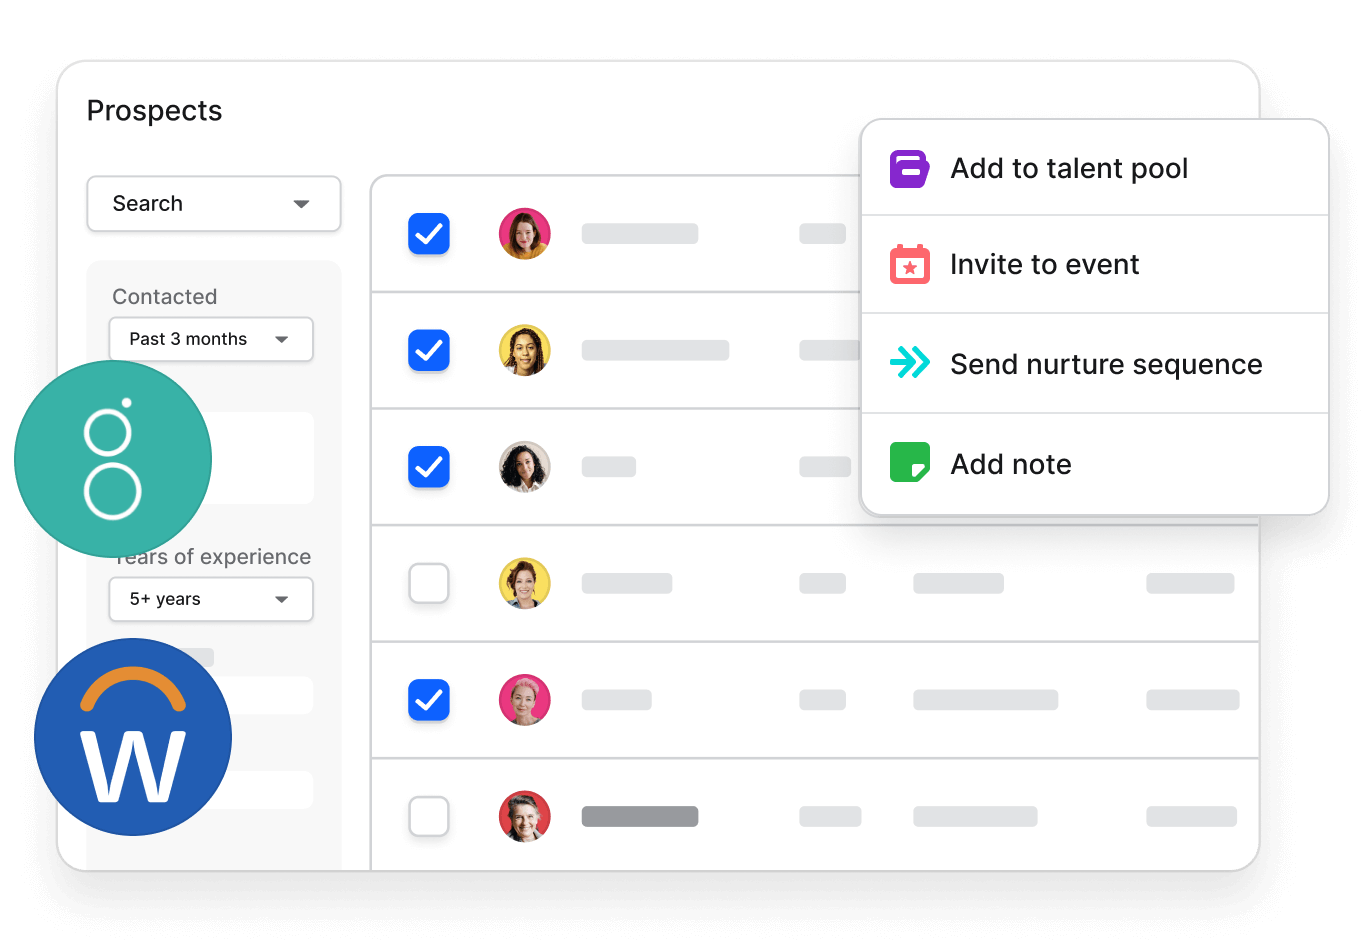 Prospects
Search
Contacted
Past 3 months
Years of experience
5+ years
Add to talent pool
Invite to event
Send nurture sequence
Add note
g
W